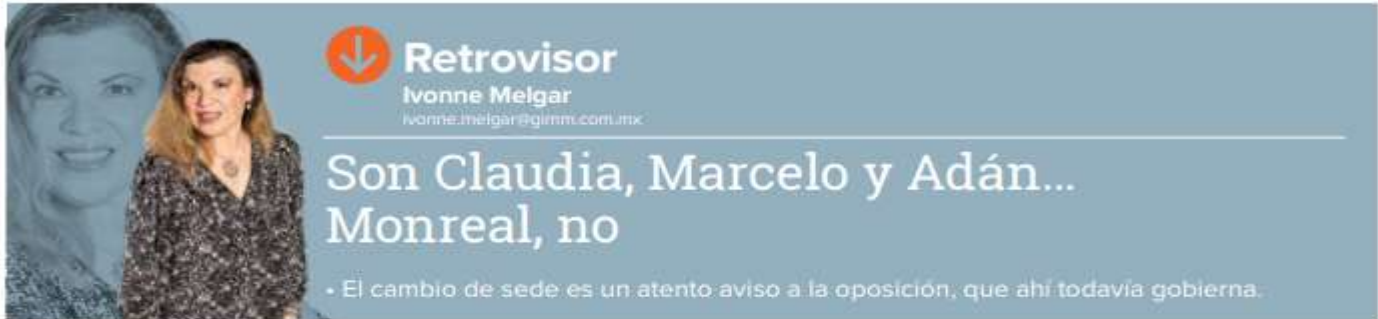 Retrovisor
Ivonne Melgar
ivonne.melgar@gimm.com.mx
Son Claudia, Marcelo y Adán...
Monreal, no
• El cambio de sede es un atento aviso a la oposición, que ahí todavía gobierna.